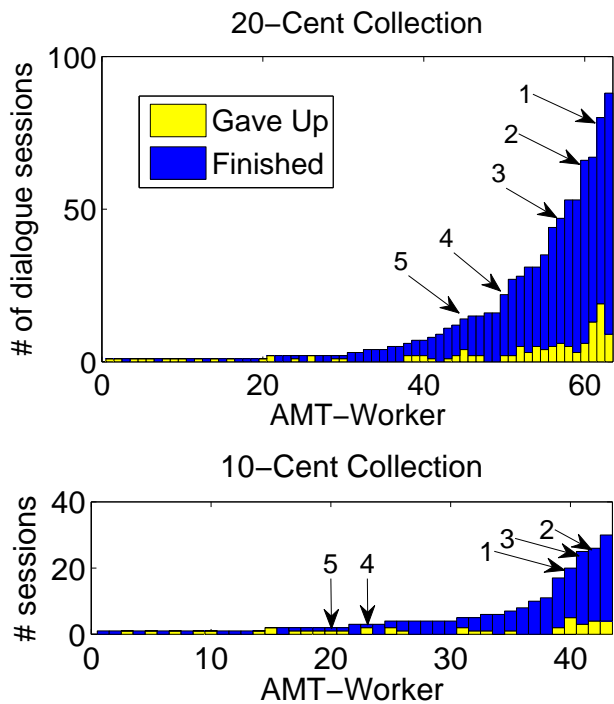 20−Cent Collection
100
50
0
# of dialogue sessions
Gave Up
Finished
1
2
3
4
5
0 20 40 60
AMT−Worker
10−Cent Collection
40
20
0
# sessions
5 4 1 3 2
0 10 20 30 40
AMT−Worker